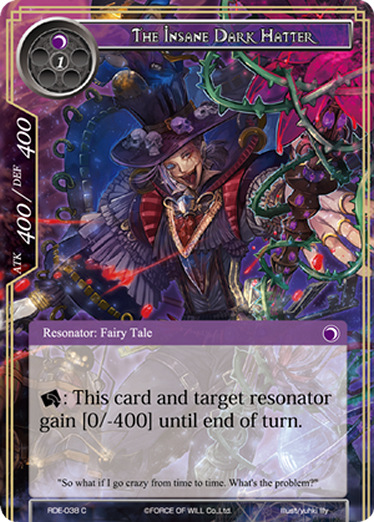 The Insane Dark Hatter
1
ATK 400 / DEF 400
Resonator: Fairy Tale
: This card and target resonator
gain [0/-400] until end of turn.
"So what if I go crazy from time to time. What's the problem?"
RDE-038 C ©FORCE OF WILL Co.,Ltd. Illust/yuhki Ify